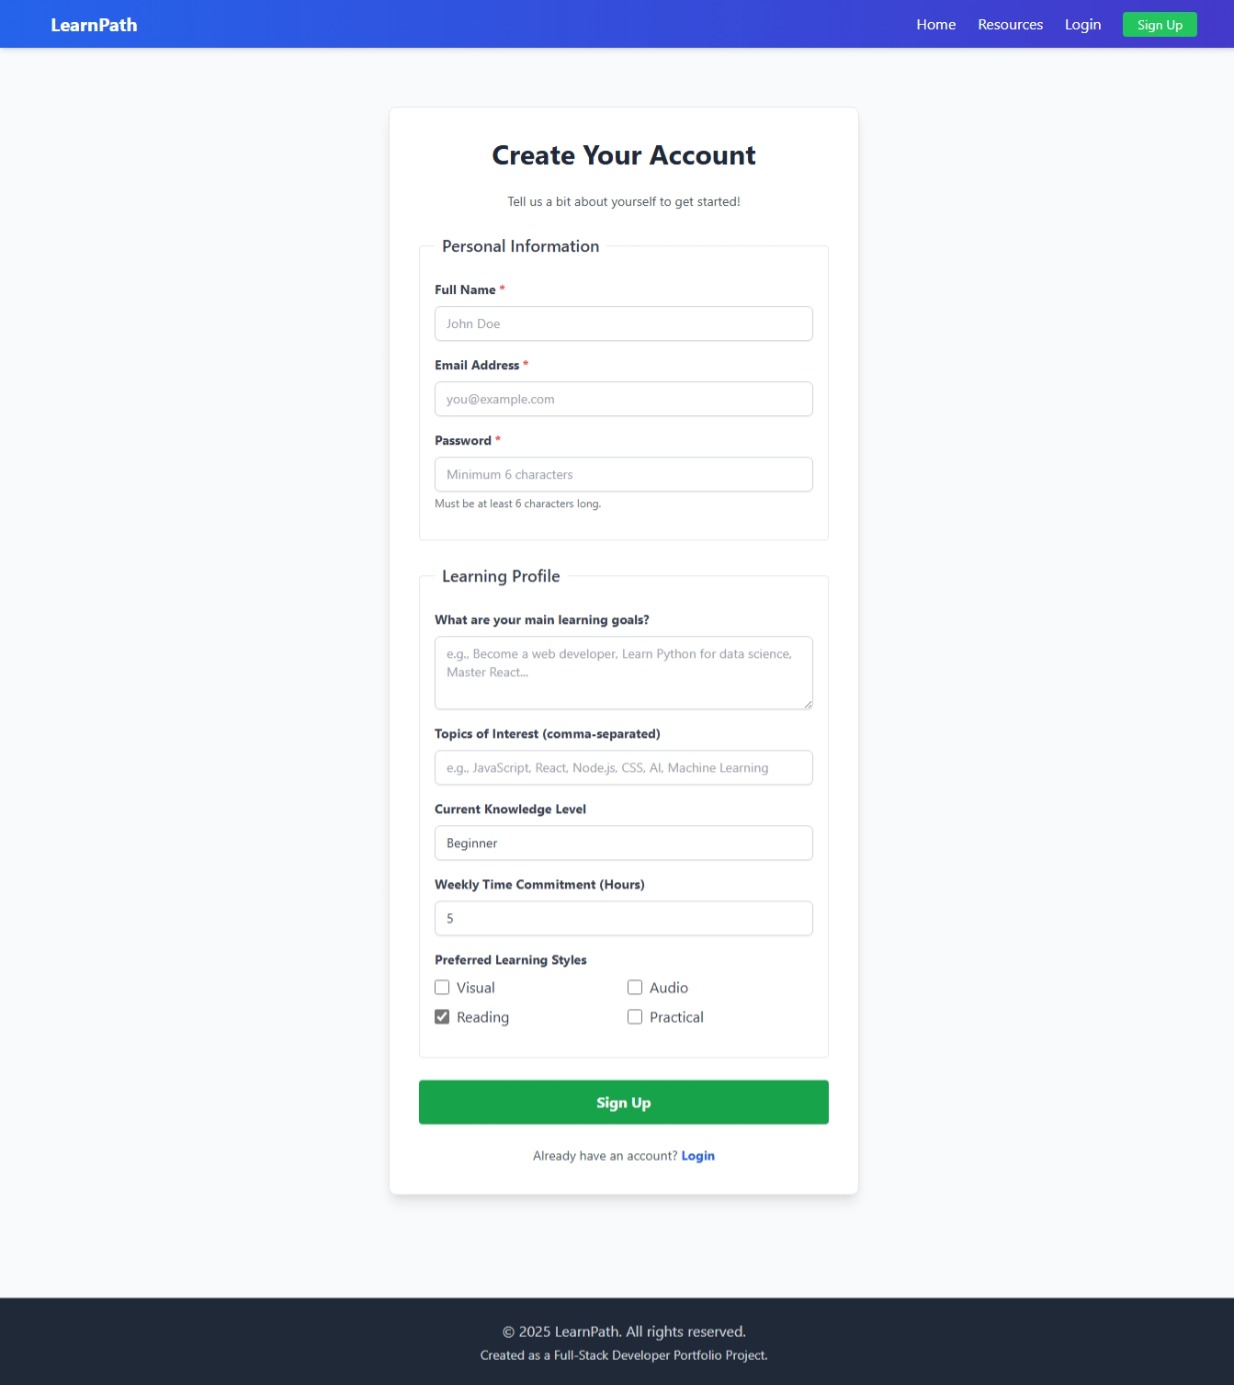 LearnPath
Home
Resources
Login
Sign Up
Create Your Account
Tell us a bit about yourself to get started!
Personal Information
Full Name *
John Doe
Email Address *
you@example.com
Password *
Minimum 6 characters
Must be at least 6 characters long.
Learning Profile
What are your main learning goals?
e.g., Become a web developer, Learn Python for data science,
Master React...
Topics of Interest (comma-separated)
e.g., JavaScript, React, Node.js, CSS, AI, Machine Learning
Current Knowledge Level
Beginner
Weekly Time Commitment (Hours)
5
Preferred Learning Styles
Visual
Audio
Reading
Practical
Sign Up
Already have an account? Login
© 2025 LearnPath. All rights reserved.
Created as a Full-Stack Developer Portfolio Project.